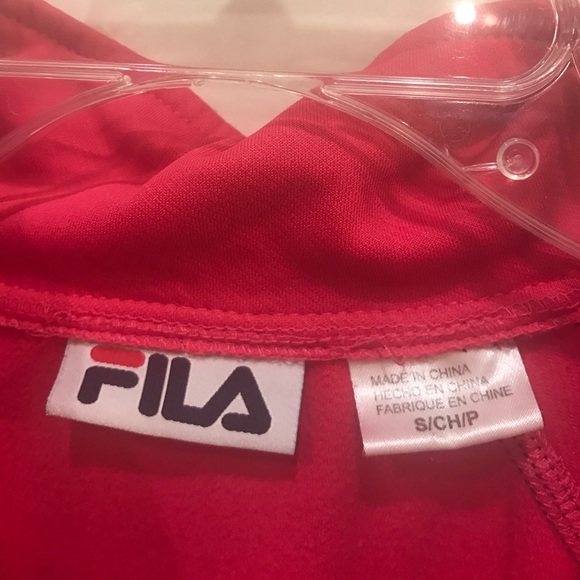 FILA
MADE IN CHINA
HECHO EN CHINA
FABRIQUE EN CHINE
S/CH/P